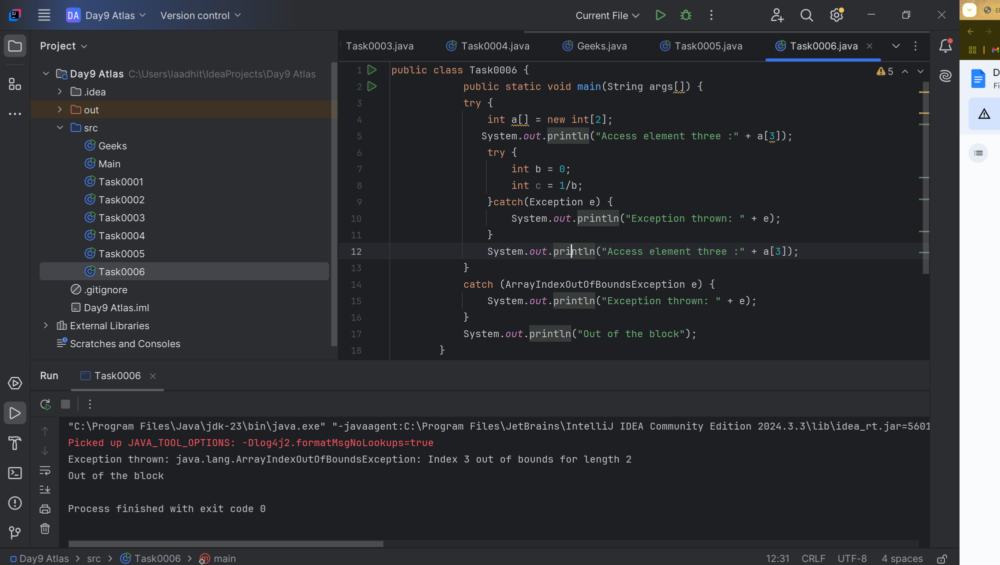 DA Day9 Atlas Version control Current File
Project
Day9 Atlas C:\Users\laadhit\IdeaProjects\Day9 Atlas
.idea
out
src
Geeks
Main
Task0001
Task0002
Task0003
Task0004
Task0005
Task0006
.gitignore
Day9 Atlas.iml
External Libraries
Scratches and Consoles
Task0003.java Task0004.java Geeks.java Task0005.java Task0006.java
5
1 public class Task0006 {
2 public static void main(String args[]) {
3 try {
4 int a[] = new int[2];
5 System.out.println("Access element three :" + a[3]);
6 try {
7 int b = 0;
8 int c = 1/b;
9 }catch(Exception e) {
10 System.out.println("Exception thrown: " + e);
11 }
12 System.out.println("Access element three :" + a[3]);
13 }
14 catch (ArrayIndexOutOfBoundsException e) {
15 System.out.println("Exception thrown: " + e);
16 }
17 System.out.println("Out of the block");
18 }
Run Task0006
"C:\Program Files\Java\jdk-23\bin\java.exe" "-javaagent:C:\Program Files\JetBrains\IntelliJ IDEA Community Edition 2024.3.3\lib\idea_rt.jar=5601
Picked up JAVA_TOOL_OPTIONS: -Dlog4j2.formatMsgNoLookups=true
Exception thrown: java.lang.ArrayIndexOutOfBoundsException: Index 3 out of bounds for length 2
Out of the block
Process finished with exit code 0
Day9 Atlas > src > Task0006 > main
12:31 CRLF UTF-8 4 spaces